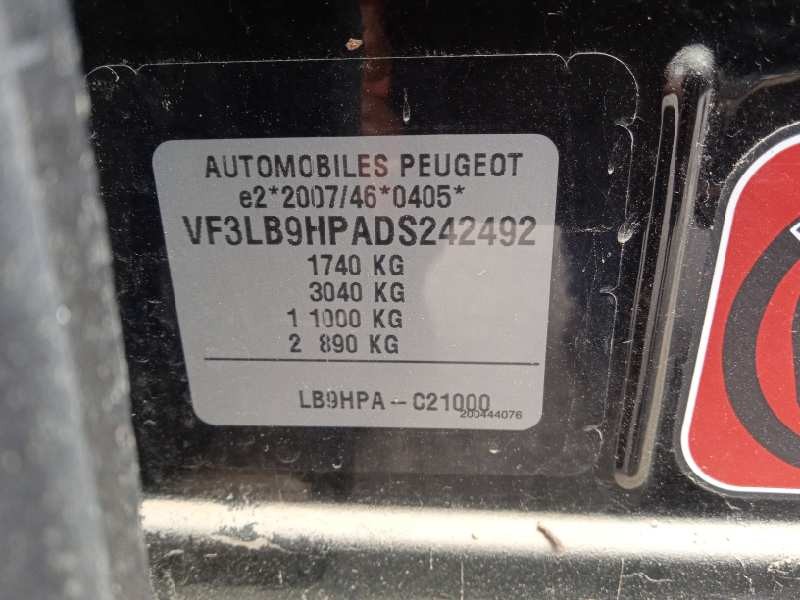 AUTOMOBILES PEUGEOT
e2*2007/46*0405*
VF3LB9HPADS242492
1740 KG
3040 KG
1 1000 KG
2 890 KG
LB9HPA - C21000
200444076